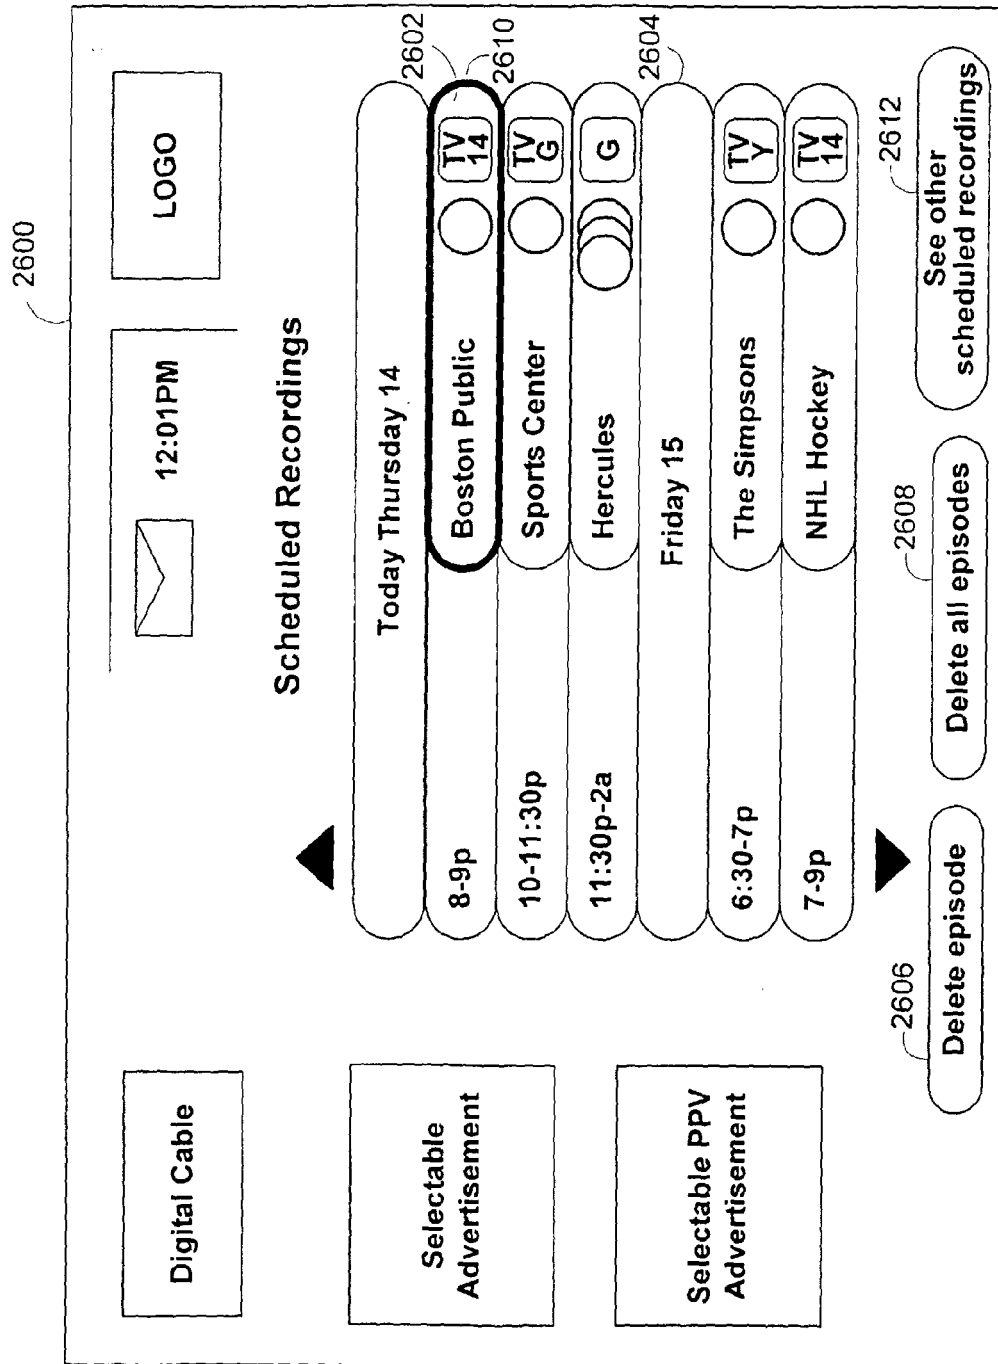 2600
Digital Cable
12:01PM
LOGO
Scheduled Recordings
Selectable
Advertisement
Selectable PPV
Advertisement
Today Thursday 14
8-9p Boston Public TV 14
2602
2610
10-11:30p Sports Center TV G
11:30p-2a Hercules G
Friday 15
2604
6:30-7p The Simpsons TV Y
7-9p NHL Hockey TV 14
2606
Delete episode
2608
Delete all episodes
2612
See other
scheduled recordings